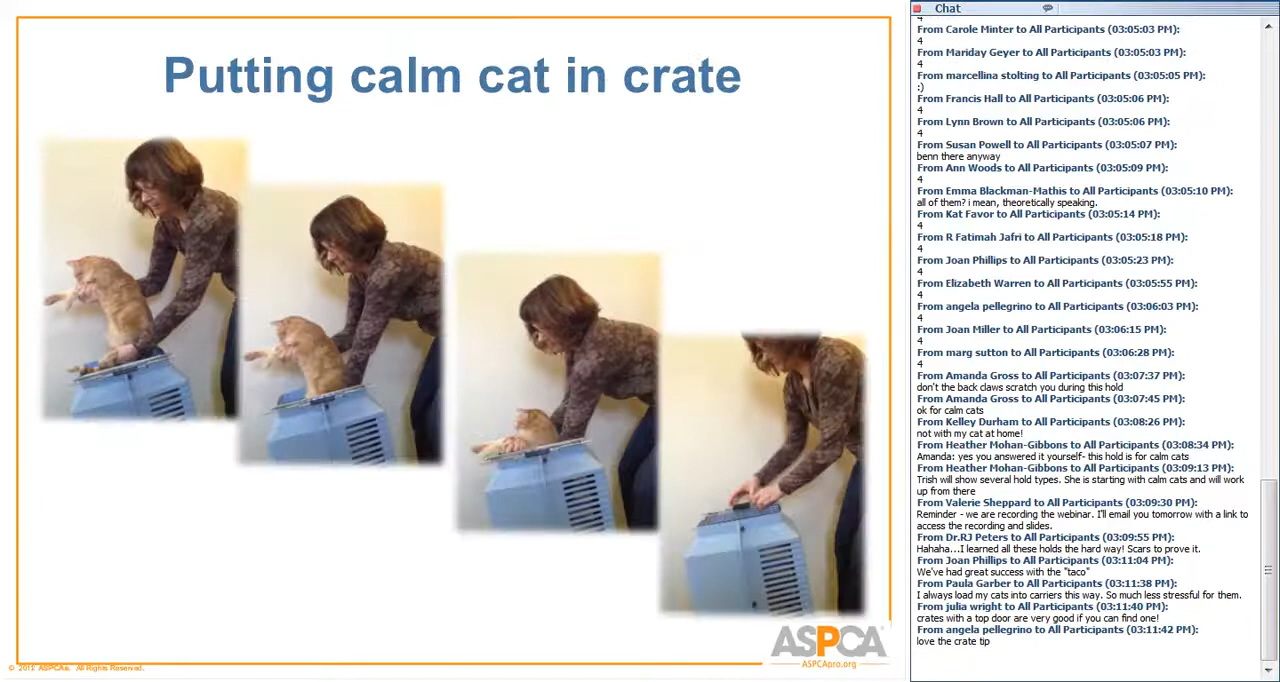 Putting calm cat in crate
ASPCA®
ASPCApro.org
© 2012 ASPCA®. All Rights Reserved.
Chat
4
From Carole Minter to All Participants (03:05:03 PM):
4
From Mariday Geyer to All Participants (03:05:03 PM):
4
From marcellina stolting to All Participants (03:05:05 PM):
:)
From Francis Hall to All Participants (03:05:06 PM):
4
From Lynn Brown to All Participants (03:05:06 PM):
4
From Susan Powell to All Participants (03:05:07 PM):
benn there anyway
From Ann Woods to All Participants (03:05:09 PM):
4
From Emma Blackman-Mathis to All Participants (03:05:10 PM):
all of them? i mean, theoretically speaking.
From Kat Favor to All Participants (03:05:14 PM):
4
From R Fatimah Jafri to All Participants (03:05:18 PM):
4
From Joan Phillips to All Participants (03:05:23 PM):
4
From Elizabeth Warren to All Participants (03:05:55 PM):
4
From angela pellegrino to All Participants (03:06:03 PM):
4
From Joan Miller to All Participants (03:06:15 PM):
4
From marg sutton to All Participants (03:06:28 PM):
4
From Amanda Gross to All Participants (03:07:37 PM):
don't the back claws scratch you during this hold
From Amanda Gross to All Participants (03:07:45 PM):
ok for calm cats
From Kelley Durham to All Participants (03:08:26 PM):
not with my cat at home!
From Heather Mohan-Gibbons to All Participants (03:08:34 PM):
Amanda: yes you answered it yourself- this hold is for calm cats
From Heather Mohan-Gibbons to All Participants (03:09:13 PM):
Trish will show several hold types. She is starting with calm cats and will work
up from there
From Valerie Sheppard to All Participants (03:09:30 PM):
Reminder - we are recording the webinar. I'll email you tomorrow with a link to
access the recording and slides.
From Dr.RJ Peters to All Participants (03:09:55 PM):
Hahaha...I learned all these holds the hard way! Scars to prove it.
From Joan Phillips to All Participants (03:11:04 PM):
We've had great success with the "taco"
From Paula Garber to All Participants (03:11:38 PM):
I always load my cats into carriers this way. So much less stressful for them.
From julia wright to All Participants (03:11:40 PM):
crates with a top door are very good if you can find one!
From angela pellegrino to All Participants (03:11:42 PM):
love the crate tip